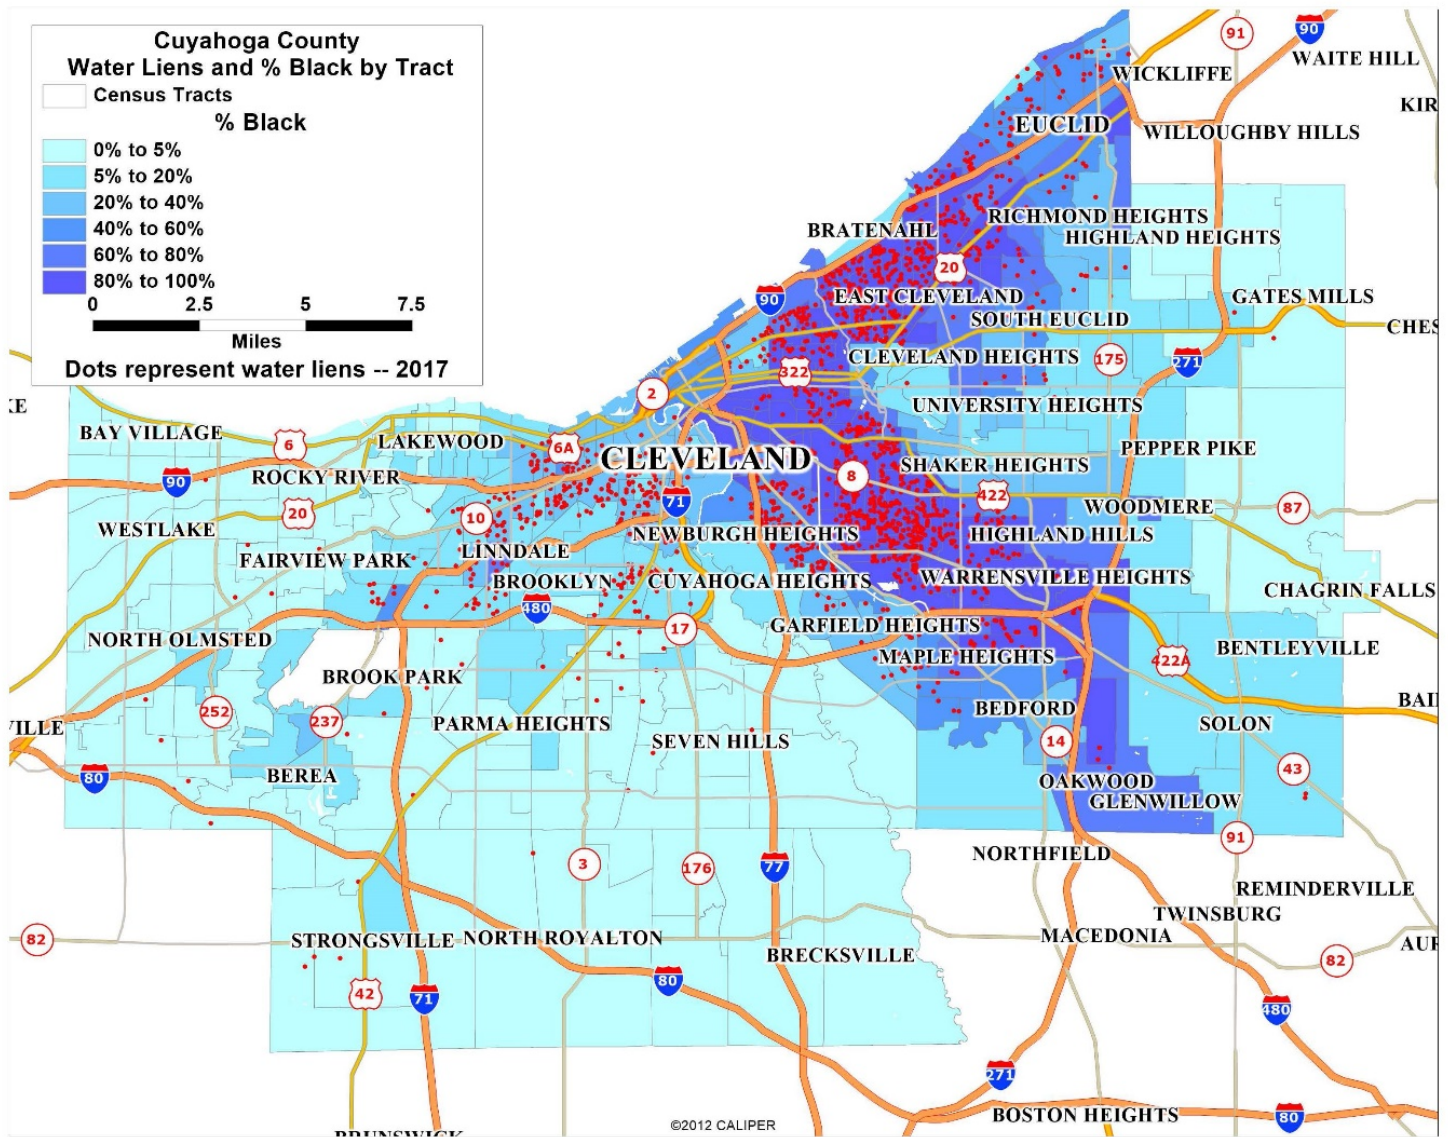 Cuyahoga County
Water Liens and % Black by Tract
Census Tracts
% Black
0% to 5%
5% to 20%
20% to 40%
40% to 60%
60% to 80%
80% to 100%
0 2.5 5 7.5
Miles
Dots represent water liens -- 2017
91
90
WAITE HILL
WICKLIFFE
KIR
EUCLID
WILLOUGHBY HILLS
RICHMOND HEIGHTS
BRATENAHL
HIGHLAND HEIGHTS
20
90
EAST CLEVELAND
GATES MILLS
SOUTH EUCLID
CHES
CLEVELAND HEIGHTS
175
271
322
2
KE
UNIVERSITY HEIGHTS
BAY VILLAGE
6
LAKEWOOD
6A
PEPPER PIKE
CLEVELAND
SHAKER HEIGHTS
ROCKY RIVER
90
8
422
71
WOODMERE
87
20
10
WESTLAKE
NEWBURGH HEIGHTS
HIGHLAND HILLS
LINNDALE
FAIRVIEW PARK
BROOKLYN
CUYAHOGA HEIGHTS
WARRENSVILLE HEIGHTS
CHAGRIN FALLS
480
17
GARFIELD HEIGHTS
NORTH OLMSTED
BENTLEYVILLE
MAPLE HEIGHTS
422A
BROOK PARK
BAI
252
237
BEDFORD
PARMA HEIGHTS
SOLON
VILLE
SEVEN HILLS
14
80
BEREA
43
OAKWOOD
GLENWILLOW
91
NORTHFIELD
3
176
77
REMINDERVILLE
TWINSBURG
82
STRONGSVILLE
NORTH ROYALTON
MACEDONIA
AUR
BRECKSVILLE
82
80
42
71
480
271
BOSTON HEIGHTS
80
©2012 CALIPER
BRUNSWICK